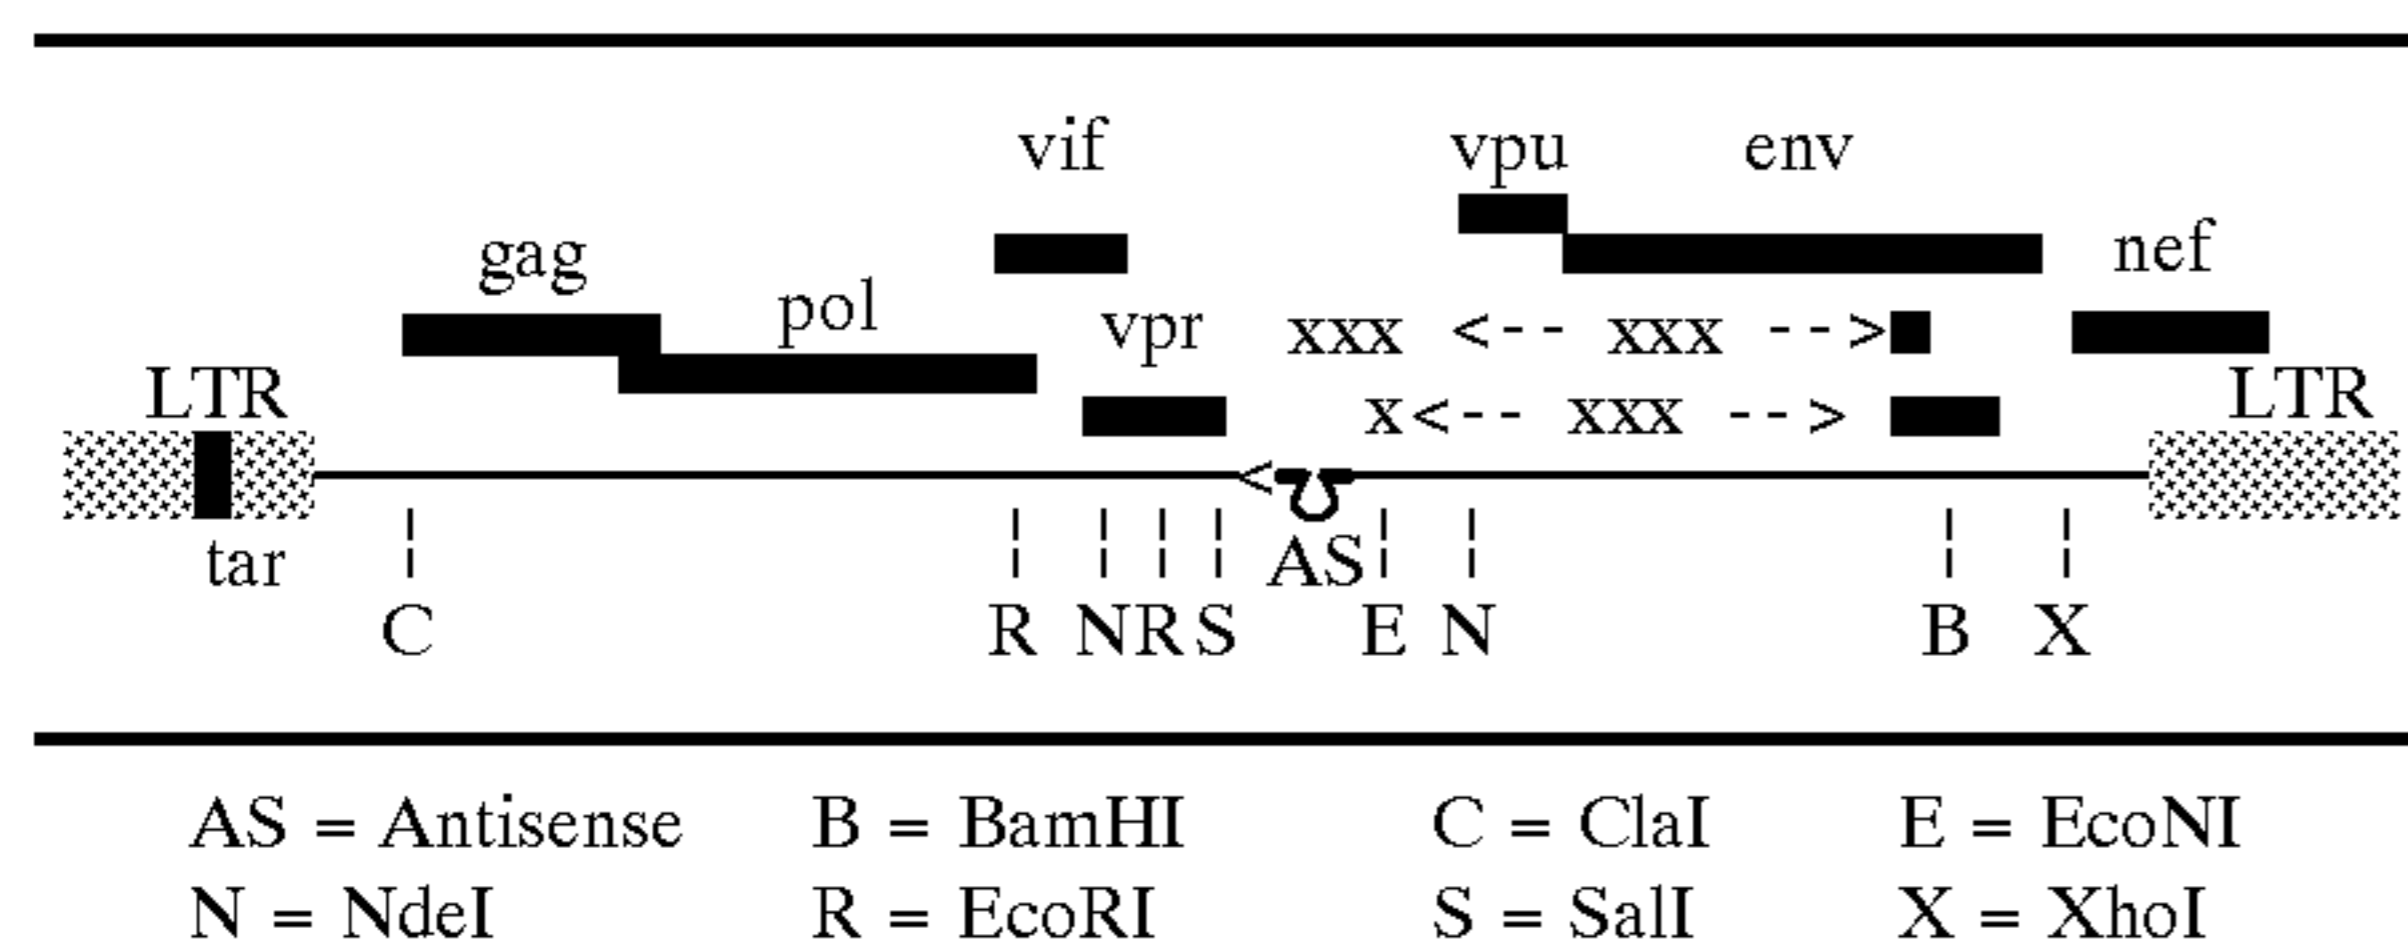 vif vpu env
gag nef
pol vpr xxx <-- xxx -->
LTR x<-- xxx --> LTR
<
tar AS
C R N R S E N B X
AS = Antisense B = BamHI C = ClaI E = EcoNI
N = NdeI R = EcoRI S = SalI X = XhoI